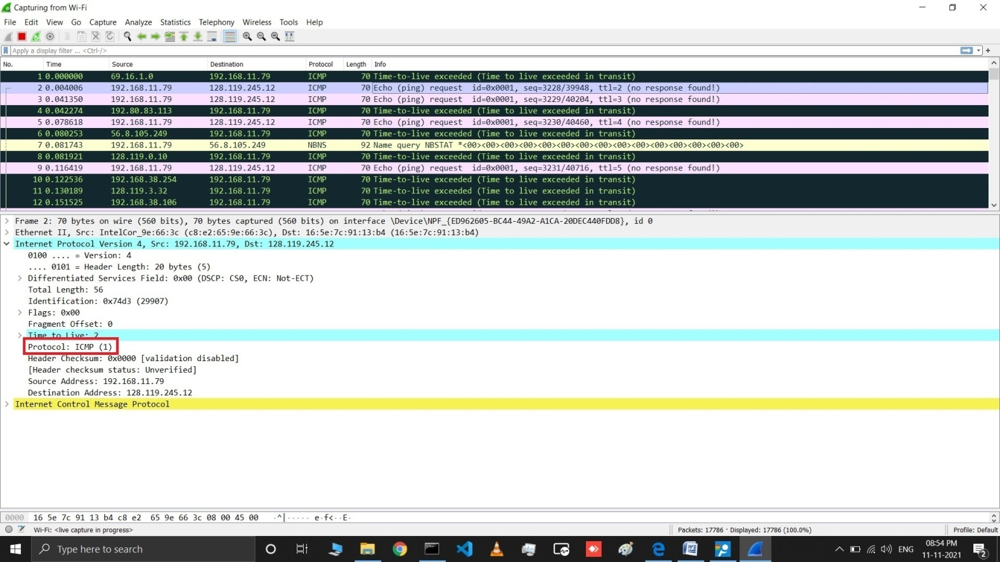 Capturing from Wi-Fi
File Edit View Go Capture Analyze Statistics Telephony Wireless Tools Help
Apply a display filter ... <Ctrl-/>
No. Time Source Destination Protocol Length Info
1 0.000000 69.16.1.0 192.168.11.79 ICMP 70 Time-to-live exceeded (Time to live exceeded in transit)
2 0.004006 192.168.11.79 128.119.245.12 ICMP 70 Echo (ping) request id=0x0001, seq=3228/39948, ttl=2 (no response found!)
3 0.041350 192.168.11.79 128.119.245.12 ICMP 70 Echo (ping) request id=0x0001, seq=3229/40204, ttl=3 (no response found!)
4 0.042274 192.80.83.113 192.168.11.79 ICMP 70 Time-to-live exceeded (Time to live exceeded in transit)
5 0.078618 192.168.11.79 128.119.245.12 ICMP 70 Echo (ping) request id=0x0001, seq=3230/40460, ttl=4 (no response found!)
6 0.080253 56.8.105.249 192.168.11.79 ICMP 70 Time-to-live exceeded (Time to live exceeded in transit)
7 0.081743 192.168.11.79 56.8.105.249 NBNS 92 Name query NBSTAT *<00><00><00><00><00><00><00><00><00><00><00><00><00><00><00>
8 0.081921 128.119.0.10 192.168.11.79 ICMP 70 Time-to-live exceeded (Time to live exceeded in transit)
9 0.116419 192.168.11.79 128.119.245.12 ICMP 70 Echo (ping) request id=0x0001, seq=3231/40716, ttl=5 (no response found!)
10 0.122536 192.168.38.254 192.168.11.79 ICMP 70 Time-to-live exceeded (Time to live exceeded in transit)
11 0.130189 128.119.3.32 192.168.11.79 ICMP 70 Time-to-live exceeded (Time to live exceeded in transit)
12 0.151525 192.168.38.106 192.168.11.79 ICMP 70 Time-to-live exceeded (Time to live exceeded in transit)
Frame 2: 70 bytes on wire (560 bits), 70 bytes captured (560 bits) on interface \Device\NPF_{ED962605-BC44-49A2-A1CA-20DEC440FDD8}, id 0
Ethernet II, Src: IntelCor_9e:66:3c (c8:e2:65:9e:66:3c), Dst: 16:5e:7c:91:13:b4 (16:5e:7c:91:13:b4)
Internet Protocol Version 4, Src: 192.168.11.79, Dst: 128.119.245.12
0100 .... = Version: 4
.... 0101 = Header Length: 20 bytes (5)
Differentiated Services Field: 0x00 (DSCP: CS0, ECN: Not-ECT)
Total Length: 56
Identification: 0x74d3 (29907)
Flags: 0x00
Fragment Offset: 0
Time to Live: 2
Protocol: ICMP (1)
Header Checksum: 0x0000 [validation disabled]
[Header checksum status: Unverified]
Source Address: 192.168.11.79
Destination Address: 128.119.245.12
Internet Control Message Protocol
0000 16 5e 7c 91 13 b4 c8 e2 65 9e 66 3c 08 00 45 00 ·^|····· e·f<··E·
Wi-Fi: <live capture in progress> Packets: 17786 · Displayed: 17786 (100.0%) Profile: Default
Type here to search ENG 08:54 PM
11-11-2021 2